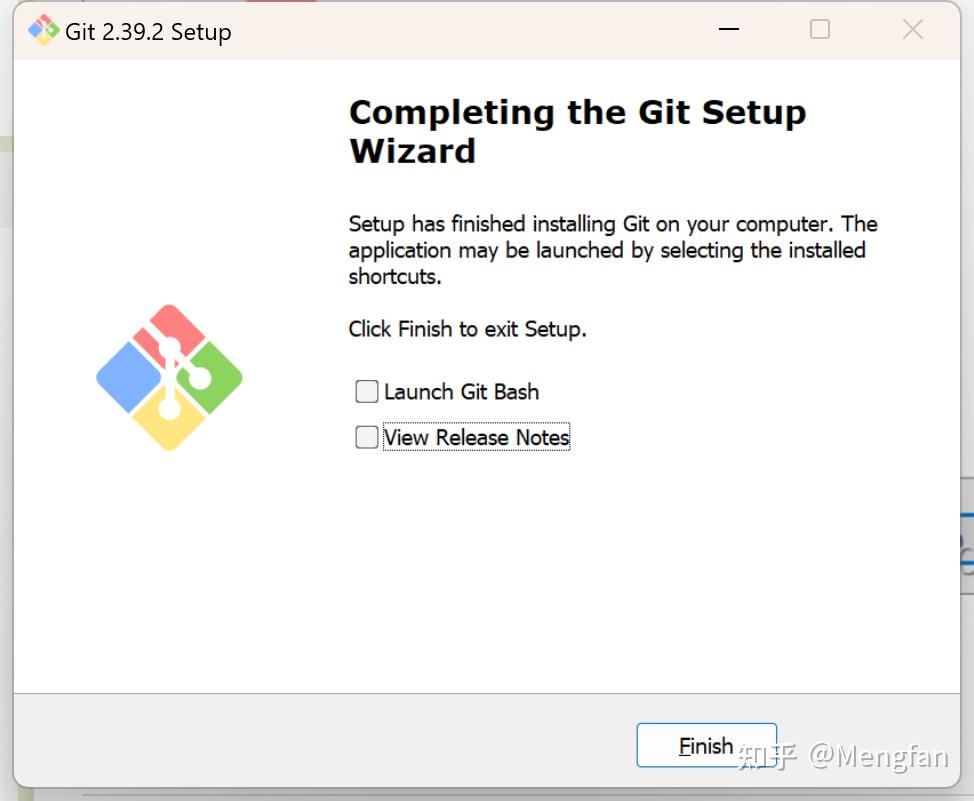 Git 2.39.2 Setup
Completing the Git Setup
Wizard
Setup has finished installing Git on your computer. The
application may be launched by selecting the installed
shortcuts.
Click Finish to exit Setup.
Launch Git Bash
View Release Notes
Finish
知乎 @Mengfan